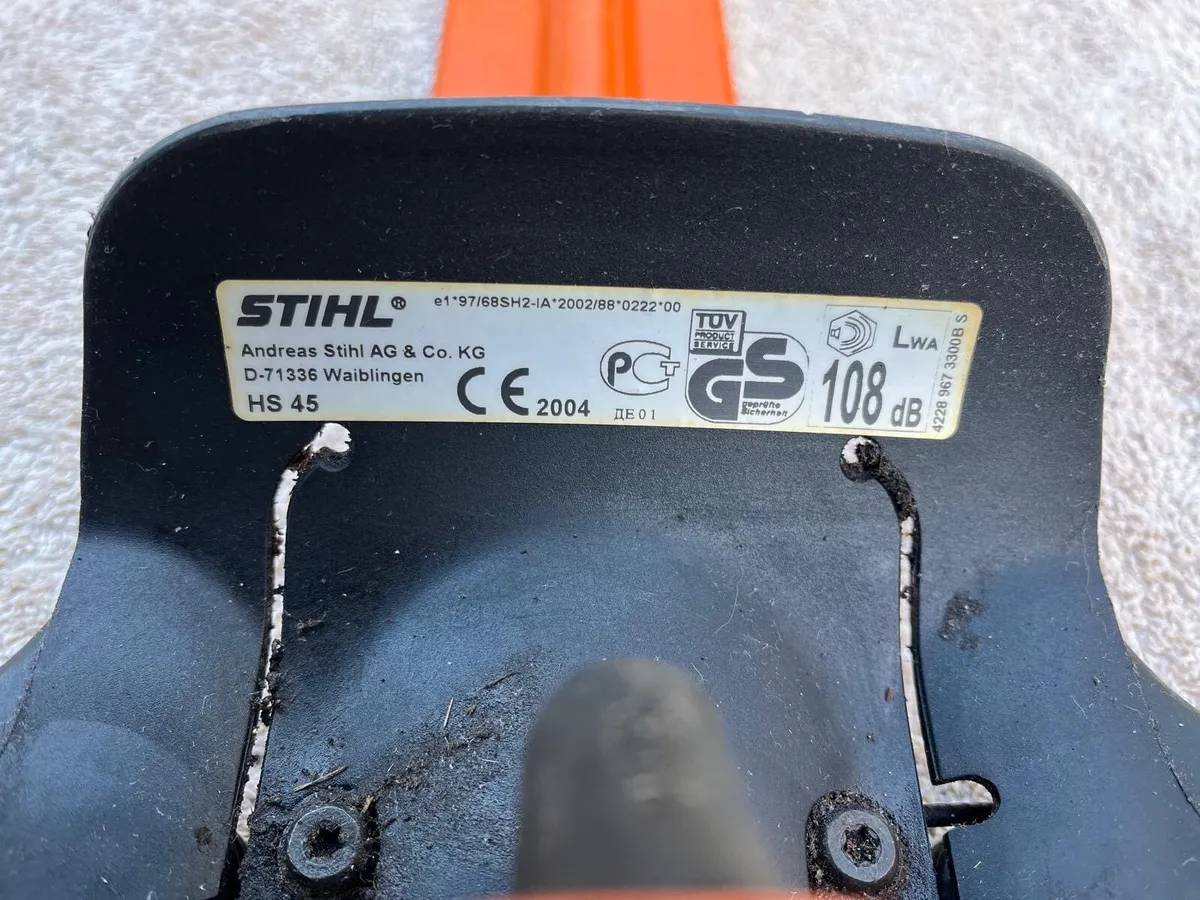 STIHL®
e1*97/68SH2-IA*2002/88*0222*00
Andreas Stihl AG & Co. KG
D-71336 Waiblingen
HS 45
CE 2004
РСТ
ДЕ 01
TÜV
PRODUCT
SERVICE
GS
geprüfte
Sicherheit
LWA
108 dB
4228 967 3300B S